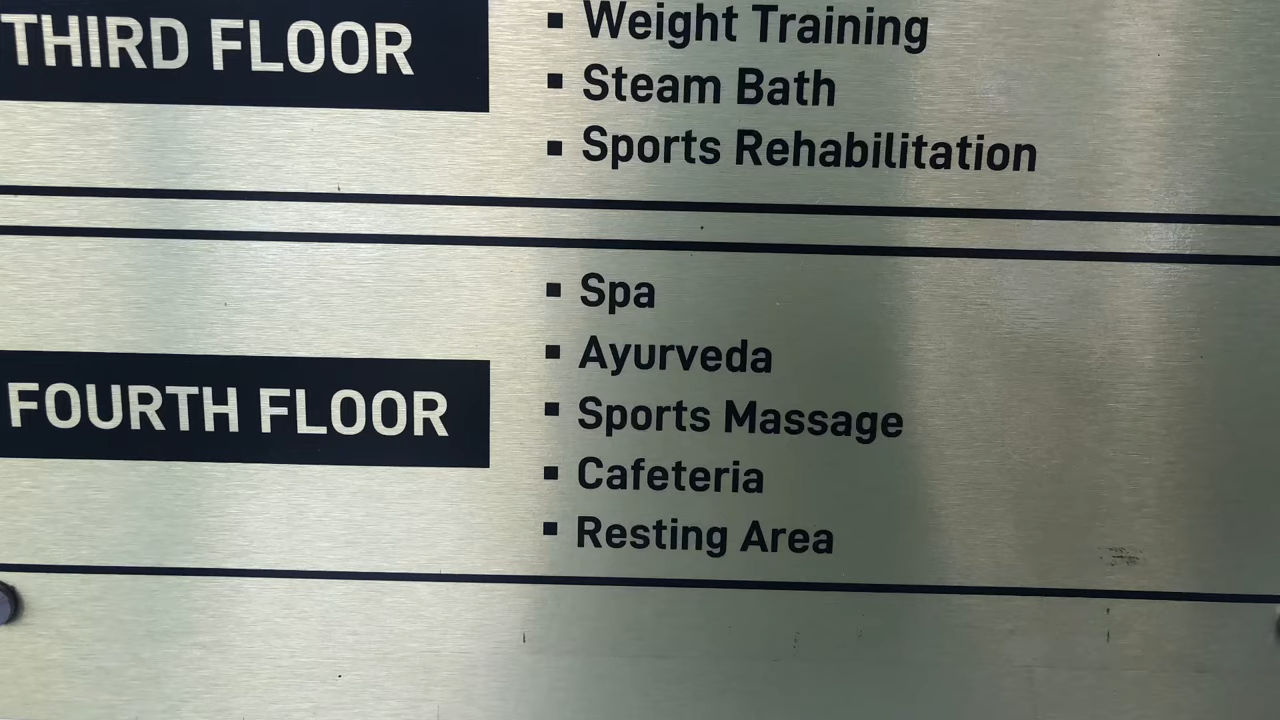 THIRD FLOOR
▪ Weight Training
▪ Steam Bath
▪ Sports Rehabilitation
FOURTH FLOOR
▪ Spa
▪ Ayurveda
▪ Sports Massage
▪ Cafeteria
▪ Resting Area